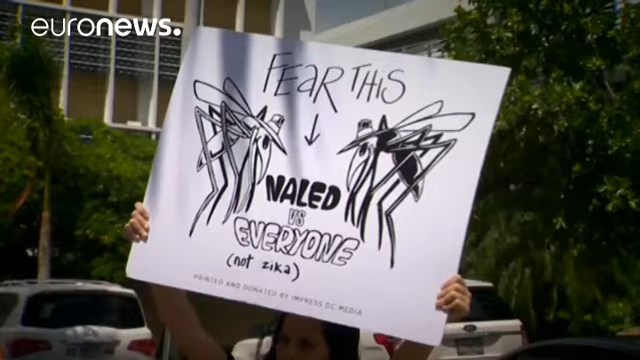 euronews.
FEAR THIS
NALED
VS
EVERYONE
(not zika)
PRINTED AND DONATED BY IMPRESS DC MEDIA